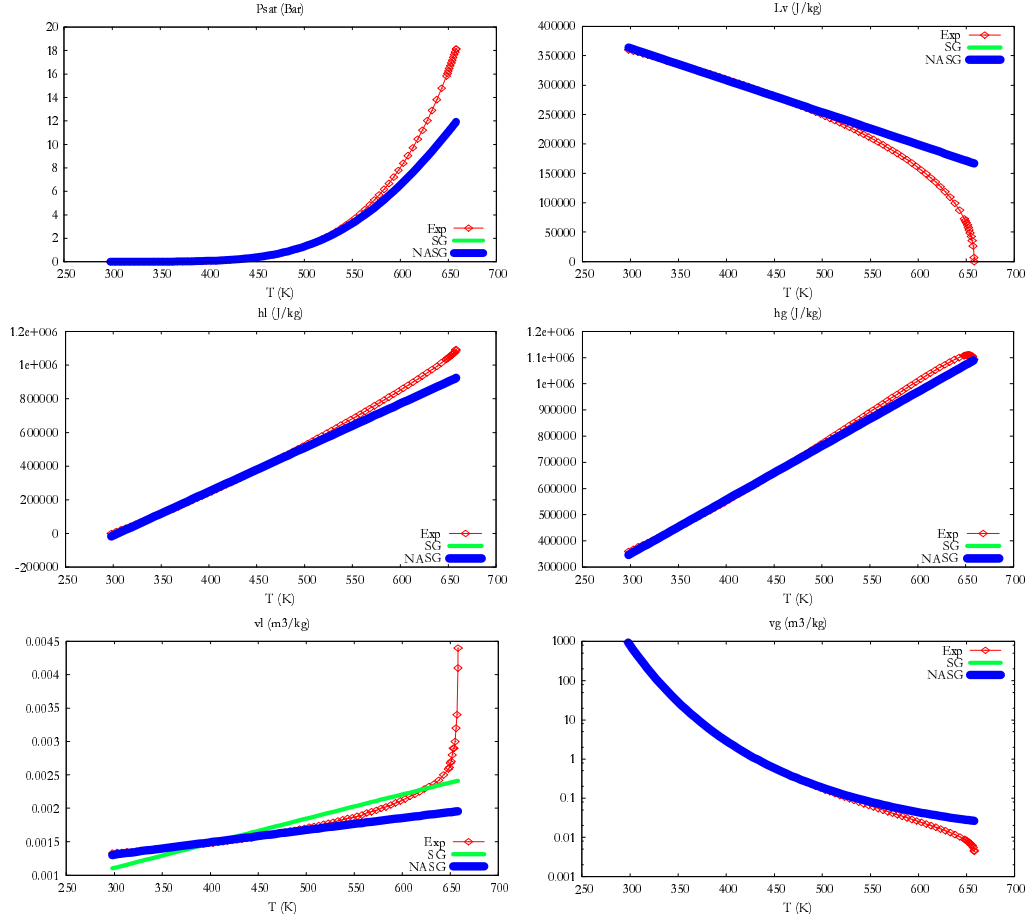 Psat (Bar)
20
18
16
14
12
10
8
6
4
2
0
Exp
SG
NASG
250 300 350 400 450 500 550 600 650 700
T (K)
Lv (J/kg)
400000
350000
300000
250000
200000
150000
100000
50000
0
Exp
SG
NASG
250 300 350 400 450 500 550 600 650 700
T (K)
hl (J/kg)
1.2e+006
1e+006
800000
600000
400000
200000
0
-200000
Exp
SG
NASG
250 300 350 400 450 500 550 600 650 700
T (K)
hg (J/kg)
1.2e+006
1.1e+006
1e+006
900000
800000
700000
600000
500000
400000
300000
Exp
SG
NASG
250 300 350 400 450 500 550 600 650 700
T (K)
vl (m3/kg)
0.0045
0.004
0.0035
0.003
0.0025
0.002
0.0015
0.001
Exp
SG
NASG
250 300 350 400 450 500 550 600 650 700
T (K)
vg (m3/kg)
1000
100
10
1
0.1
0.01
0.001
Exp
SG
NASG
250 300 350 400 450 500 550 600 650 700
T (K)